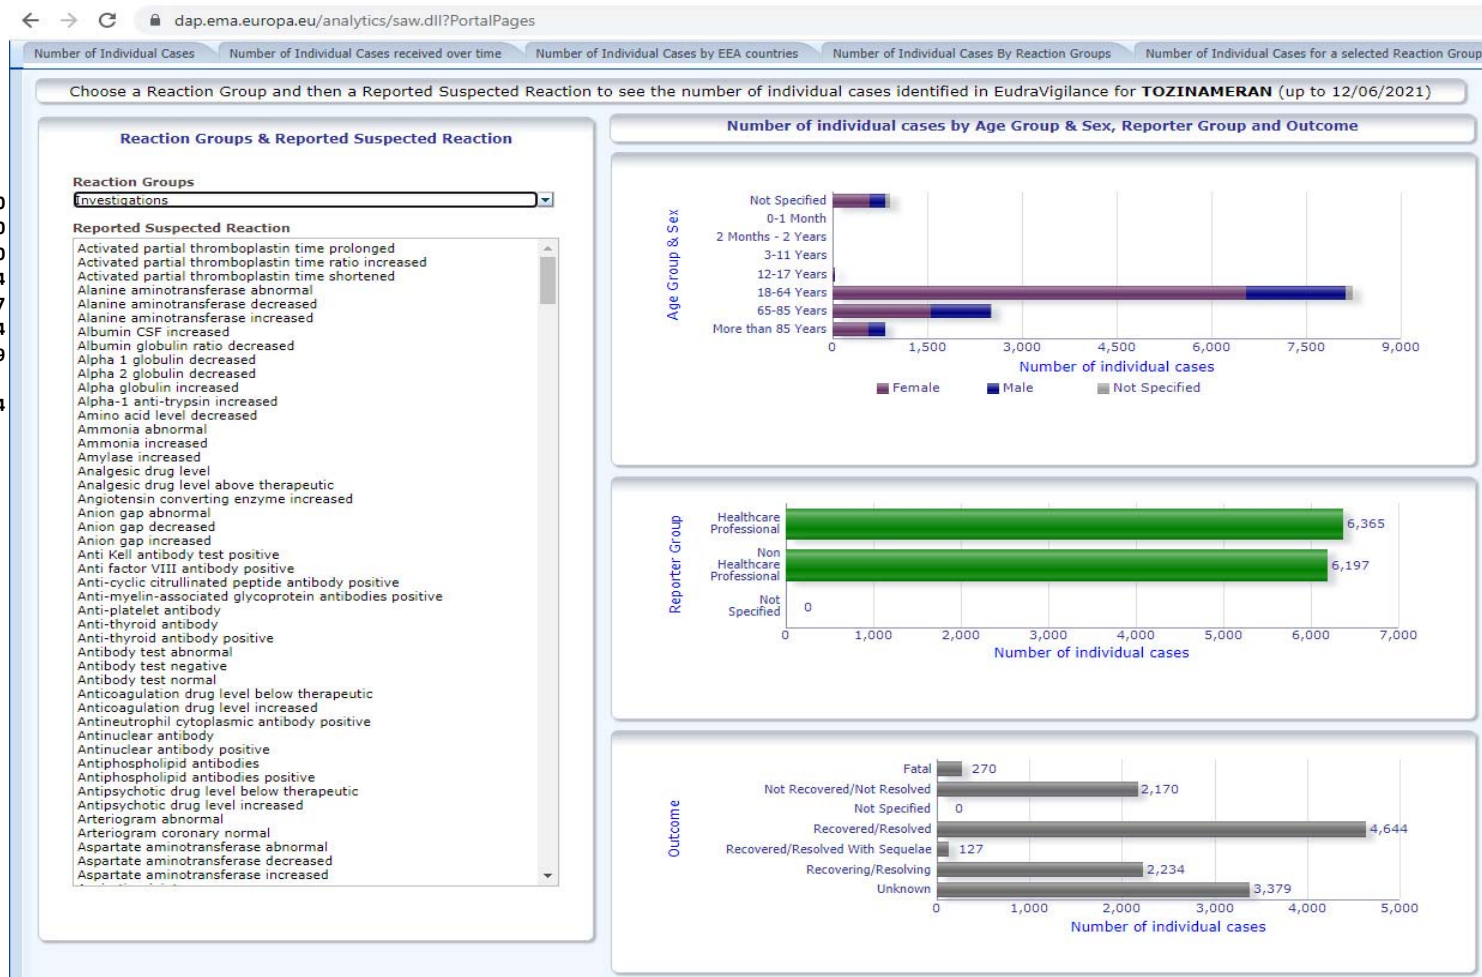 dap.ema.europa.eu/analytics/saw.dll?PortalPages
Number of Individual Cases
Number of Individual Cases received over time
Number of Individual Cases by EEA countries
Number of Individual Cases By Reaction Groups
Number of Individual Cases for a selected Reaction Group
Choose a Reaction Group and then a Reported Suspected Reaction to see the number of individual cases identified in EudraVigilance for TOZINAMERAN (up to 12/06/2021)
Reaction Groups & Reported Suspected Reaction
Reaction Groups
Investigations
Reported Suspected Reaction
Activated partial thromboplastin time prolonged
Activated partial thromboplastin time ratio increased
Activated partial thromboplastin time shortened
Alanine aminotransferase abnormal
Alanine aminotransferase decreased
Alanine aminotransferase increased
Albumin CSF increased
Albumin globulin ratio decreased
Alpha 1 globulin decreased
Alpha 2 globulin decreased
Alpha globulin increased
Alpha-1 anti-trypsin increased
Amino acid level decreased
Ammonia abnormal
Ammonia increased
Amylase increased
Analgesic drug level
Analgesic drug level above therapeutic
Angiotensin converting enzyme increased
Anion gap abnormal
Anion gap decreased
Anion gap increased
Anti Kell antibody test positive
Anti factor VIII antibody positive
Anti-cyclic citrullinated peptide antibody positive
Anti-myelin-associated glycoprotein antibodies positive
Anti-platelet antibody
Anti-thyroid antibody
Anti-thyroid antibody positive
Antibody test abnormal
Antibody test negative
Antibody test normal
Anticoagulation drug level below therapeutic
Anticoagulation drug level increased
Antineutrophil cytoplasmic antibody positive
Antinuclear antibody
Antinuclear antibody positive
Antiphospholipid antibodies
Antiphospholipid antibodies positive
Antipsychotic drug level below therapeutic
Antipsychotic drug level increased
Arteriogram abnormal
Arteriogram coronary normal
Aspartate aminotransferase abnormal
Aspartate aminotransferase decreased
Aspartate aminotransferase increased
0
0
0
4
7
4
9
4
Number of individual cases by Age Group & Sex, Reporter Group and Outcome
Age Group & Sex
Not Specified
0-1 Month
2 Months - 2 Years
3-11 Years
12-17 Years
18-64 Years
65-85 Years
More than 85 Years
0 1,500 3,000 4,500 6,000 7,500 9,000
Number of individual cases
Female Male Not Specified
Reporter Group
Healthcare
Professional
6,365
Non
Healthcare
Professional
6,197
Not
Specified
0
0 1,000 2,000 3,000 4,000 5,000 6,000 7,000
Number of individual cases
Outcome
Fatal 270
Not Recovered/Not Resolved 2,170
Not Specified 0
Recovered/Resolved 4,644
Recovered/Resolved With Sequelae 127
Recovering/Resolving 2,234
Unknown 3,379
0 1,000 2,000 3,000 4,000 5,000
Number of individual cases